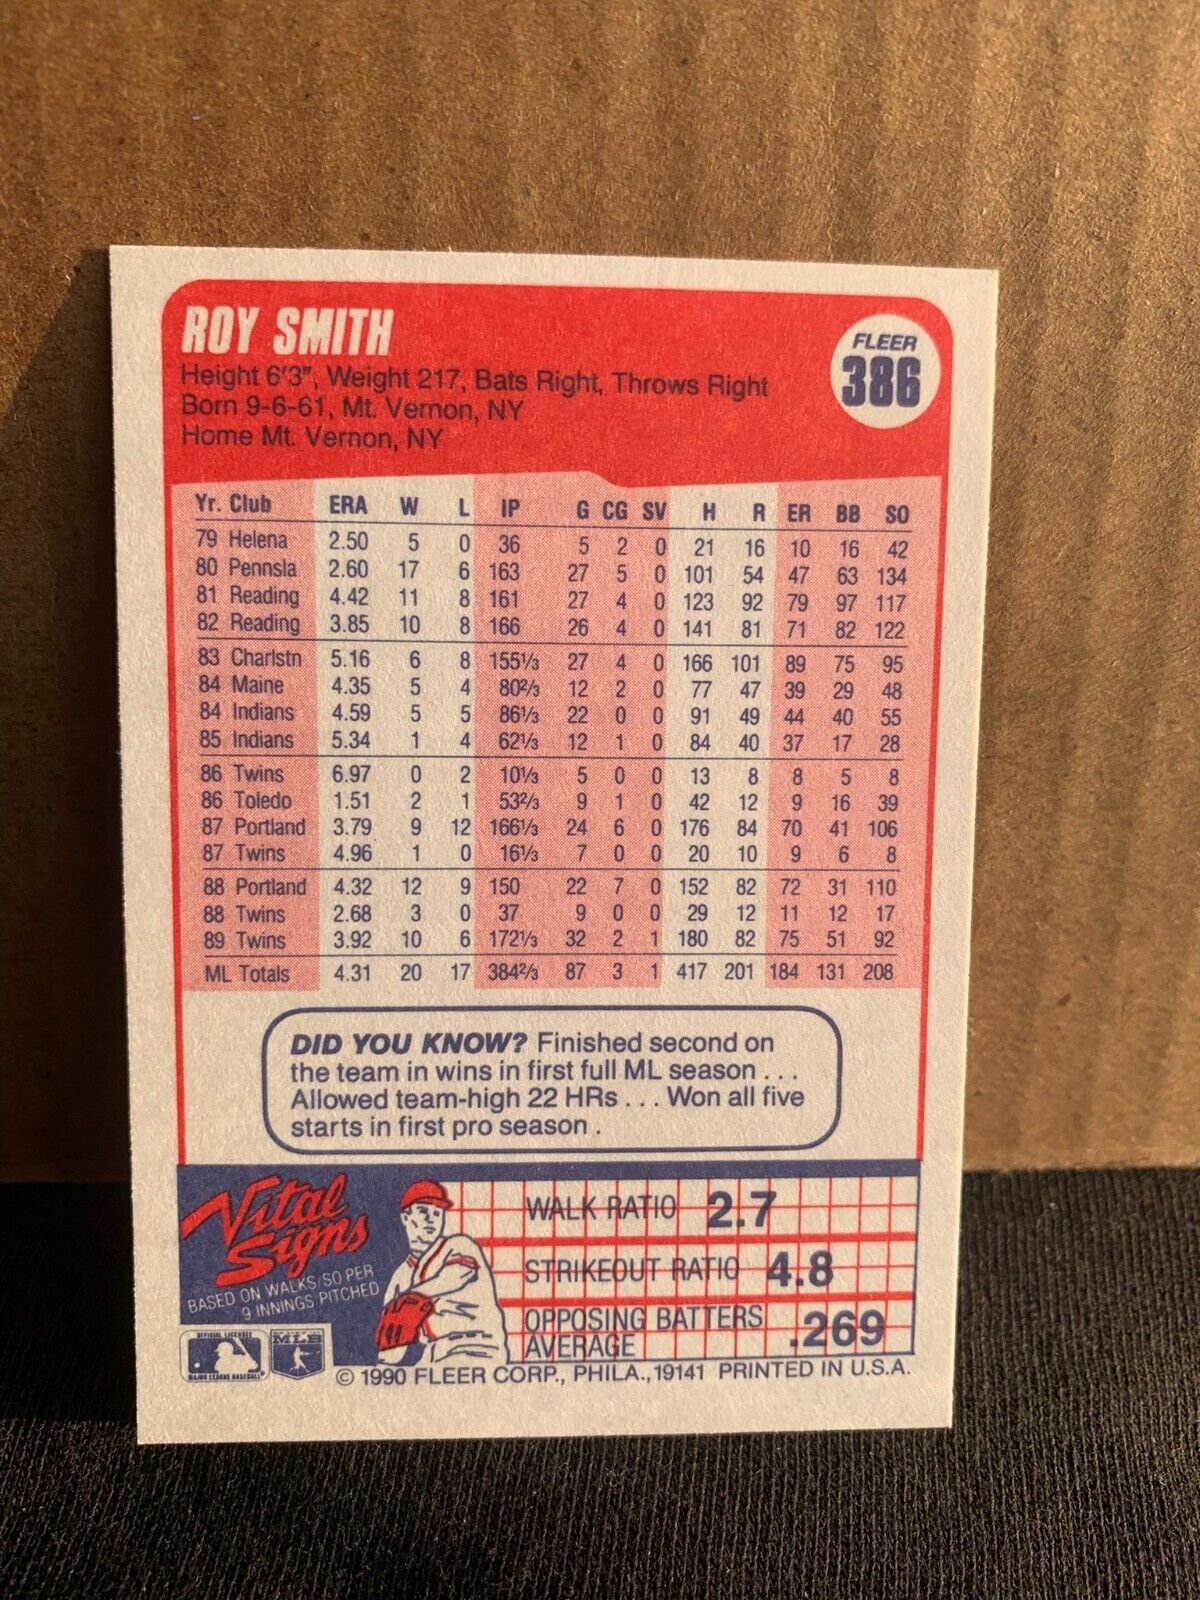 ROY SMITH
FLEER
386
Height 6'3", Weight 217, Bats Right, Throws Right
Born 9-6-61, Mt. Vernon, NY
Home Mt. Vernon, NY
Yr. Club ERA W L IP G CG SV H R ER BB SO
79 Helena 2.50 5 0 36 5 2 0 21 16 10 16 42
80 Pennsla 2.60 17 6 163 27 5 0 101 54 47 63 134
81 Reading 4.42 11 8 161 27 4 0 123 92 79 97 117
82 Reading 3.85 10 8 166 26 4 0 141 81 71 82 122
83 Charlstn 5.16 6 8 155⅓ 27 4 0 166 101 89 75 95
84 Maine 4.35 5 4 80⅔ 12 2 0 77 47 39 29 48
84 Indians 4.59 5 5 86⅓ 22 0 0 91 49 44 40 55
85 Indians 5.34 1 4 62⅓ 12 1 0 84 40 37 17 28
86 Twins 6.97 0 2 10⅓ 5 0 0 13 8 8 5 8
86 Toledo 1.51 2 1 53⅔ 9 1 0 42 12 9 16 39
87 Portland 3.79 9 12 166⅓ 24 6 0 176 84 70 41 106
87 Twins 4.96 1 0 16⅓ 7 0 0 20 10 9 6 8
88 Portland 4.32 12 9 150 22 7 0 152 82 72 31 110
88 Twins 2.68 3 0 37 9 0 0 29 12 11 12 17
89 Twins 3.92 10 6 172⅓ 32 2 1 180 82 75 51 92
ML Totals 4.31 20 17 384⅔ 87 3 1 417 201 184 131 208
DID YOU KNOW? Finished second on
the team in wins in first full ML season . . .
Allowed team-high 22 HRs . . . Won all five
starts in first pro season .
Vital
Signs
BASED ON WALKS/SO PER
9 INNINGS PITCHED
WALK RATIO 2.7
STRIKEOUT RATIO 4.8
OPPOSING BATTERS
AVERAGE .269
OFFICIAL LICENSEE
MAJOR LEAGUE BASEBALL
MLB
© 1990 FLEER CORP., PHILA., 19141 PRINTED IN U.S.A.